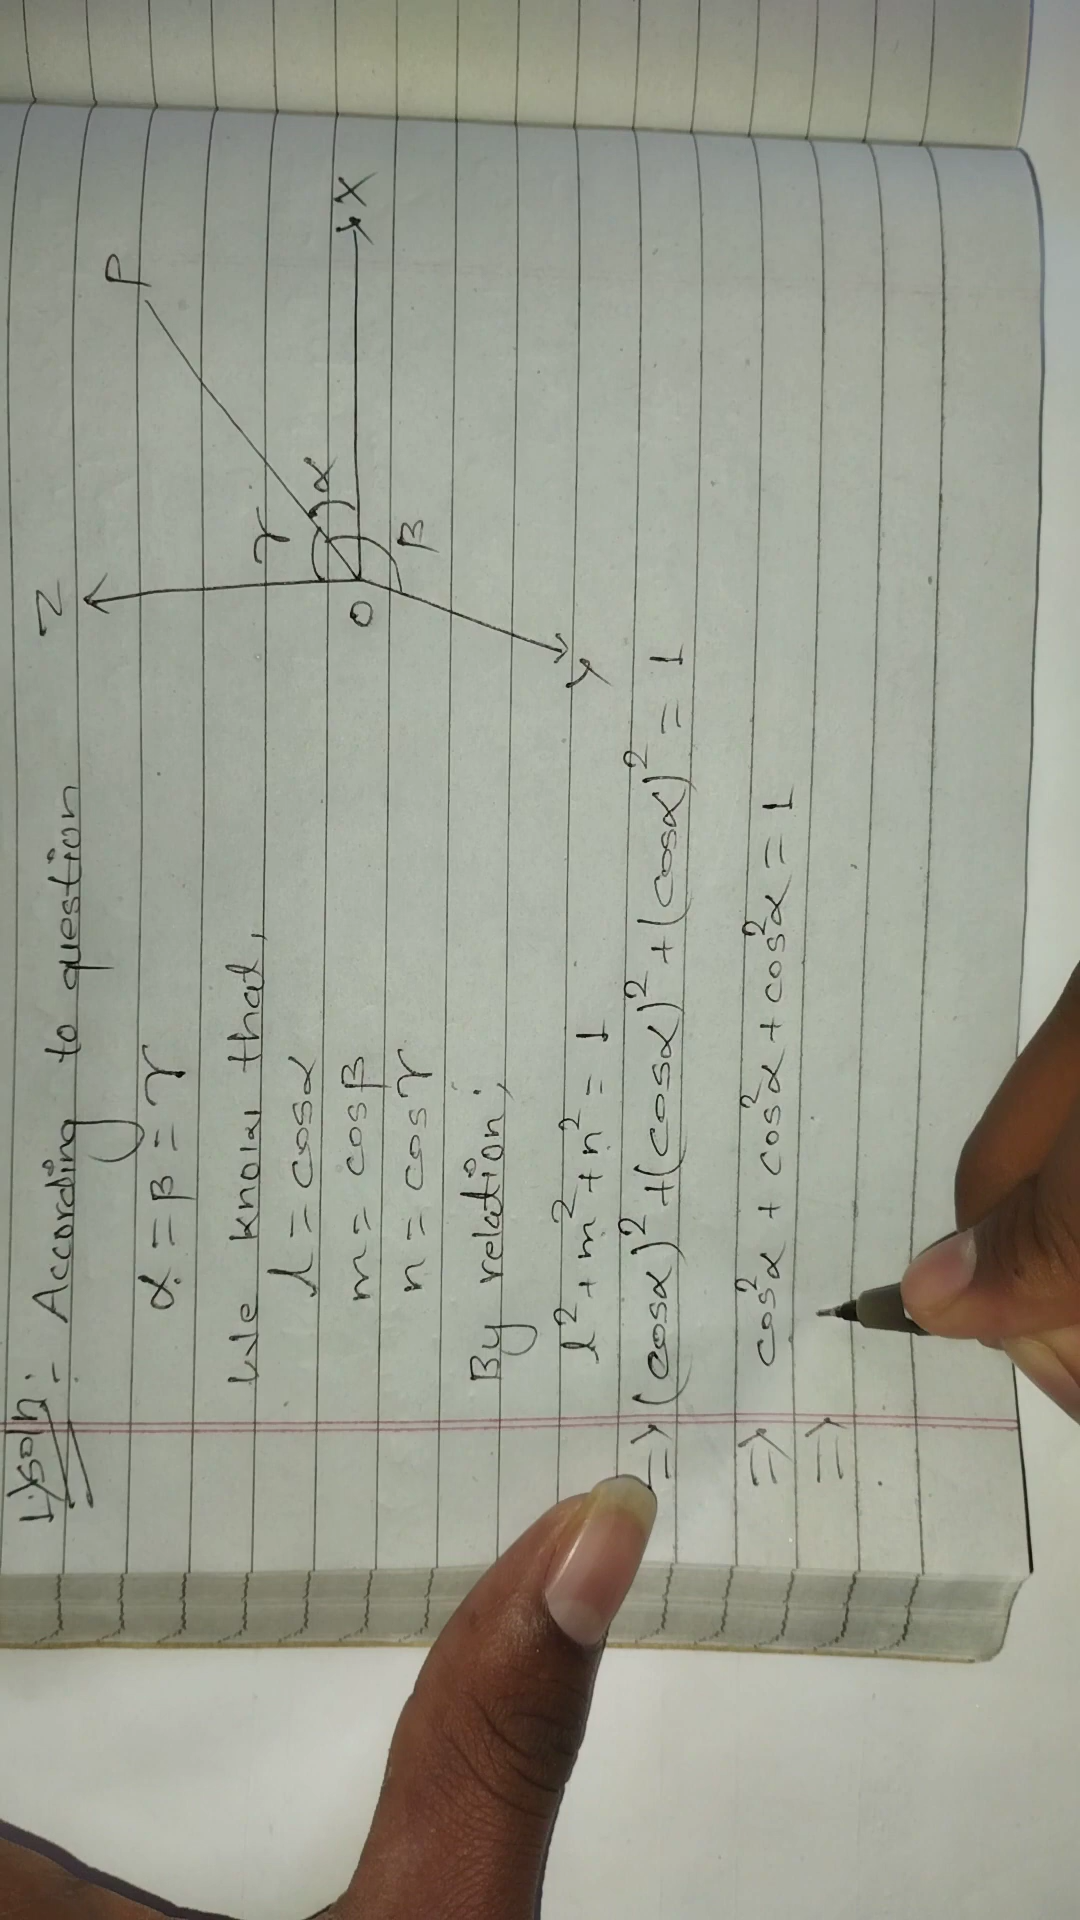 1.) Soln:- According to question
α = β = γ
We know that,
l = cosα
m = cosβ
n = cosγ
By relation;
l² + m² + n² = 1
⇒ (cosα)² + (cosα)² + (cosα)² = 1
⇒ cos²α + cos²α + cos²α = 1
⇒
Z
P
γ
α
X
O
β
Y